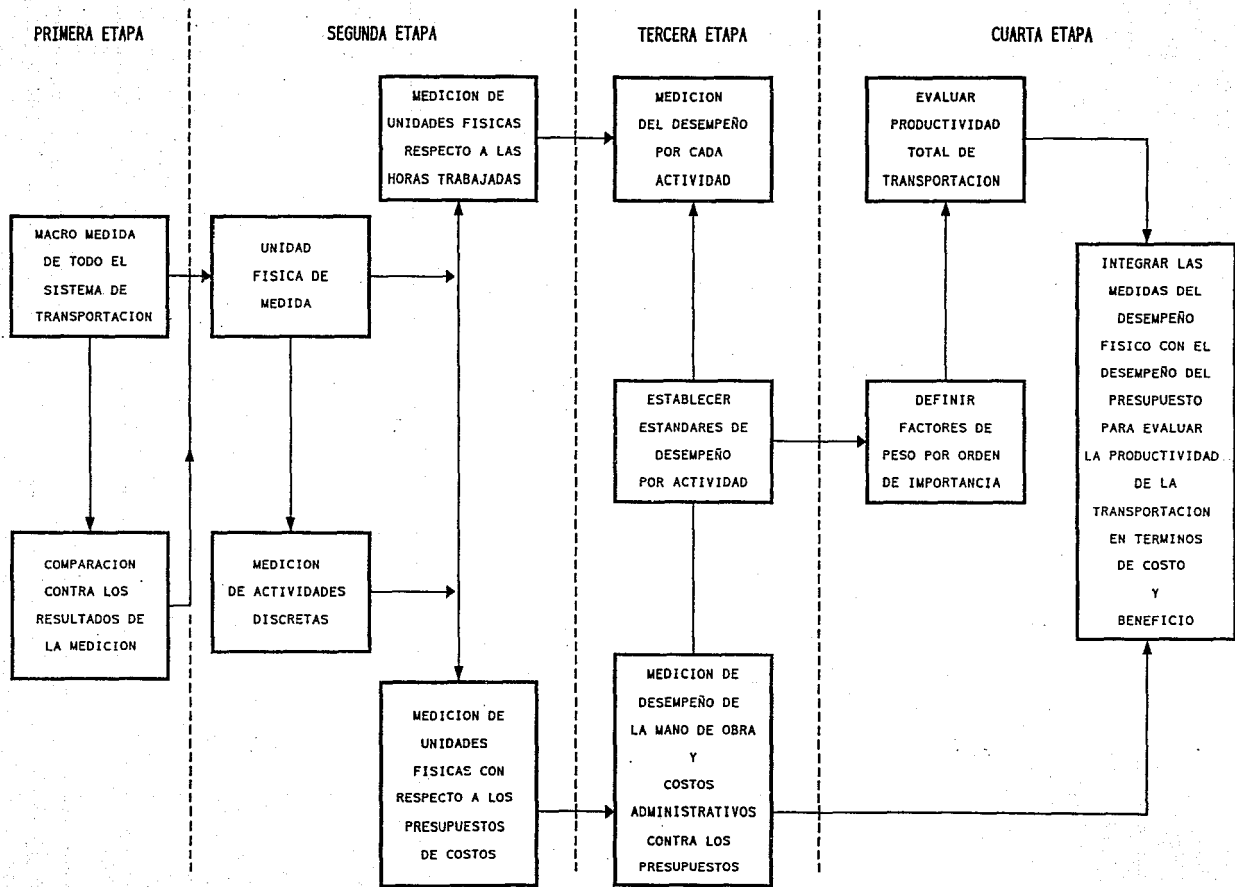 PRIMERA ETAPA
SEGUNDA ETAPA
TERCERA ETAPA
CUARTA ETAPA
MACRO MEDIDA
DE TODO EL
SISTEMA DE
TRANSPORTACION
COMPARACION
CONTRA LOS
RESULTADOS DE
LA MEDICION
MEDICION DE
UNIDADES FISICAS
RESPECTO A LAS
HORAS TRABAJADAS
UNIDAD
FISICA DE
MEDIDA
MEDICION
DE ACTIVIDADES
DISCRETAS
MEDICION DE
UNIDADES
FISICAS CON
RESPECTO A LOS
PRESUPUESTOS
DE COSTOS
MEDICION
DEL DESEMPEÑO
POR CADA
ACTIVIDAD
ESTABLECER
ESTANDARES DE
DESEMPEÑO
POR ACTIVIDAD
MEDICION DE
DESEMPEÑO DE
LA MANO DE OBRA
Y
COSTOS
ADMINISTRATIVOS
CONTRA LOS
PRESUPUESTOS
EVALUAR
PRODUCTIVIDAD
TOTAL DE
TRANSPORTACION
DEFINIR
FACTORES DE
PESO POR ORDEN
DE IMPORTANCIA
INTEGRAR LAS
MEDIDAS DEL
DESEMPEÑO
FISICO CON EL
DESEMPEÑO DEL
PRESUPUESTO
PARA EVALUAR
LA PRODUCTIVIDAD
DE LA
TRANSPORTACION
EN TERMINOS
DE COSTO
Y
BENEFICIO